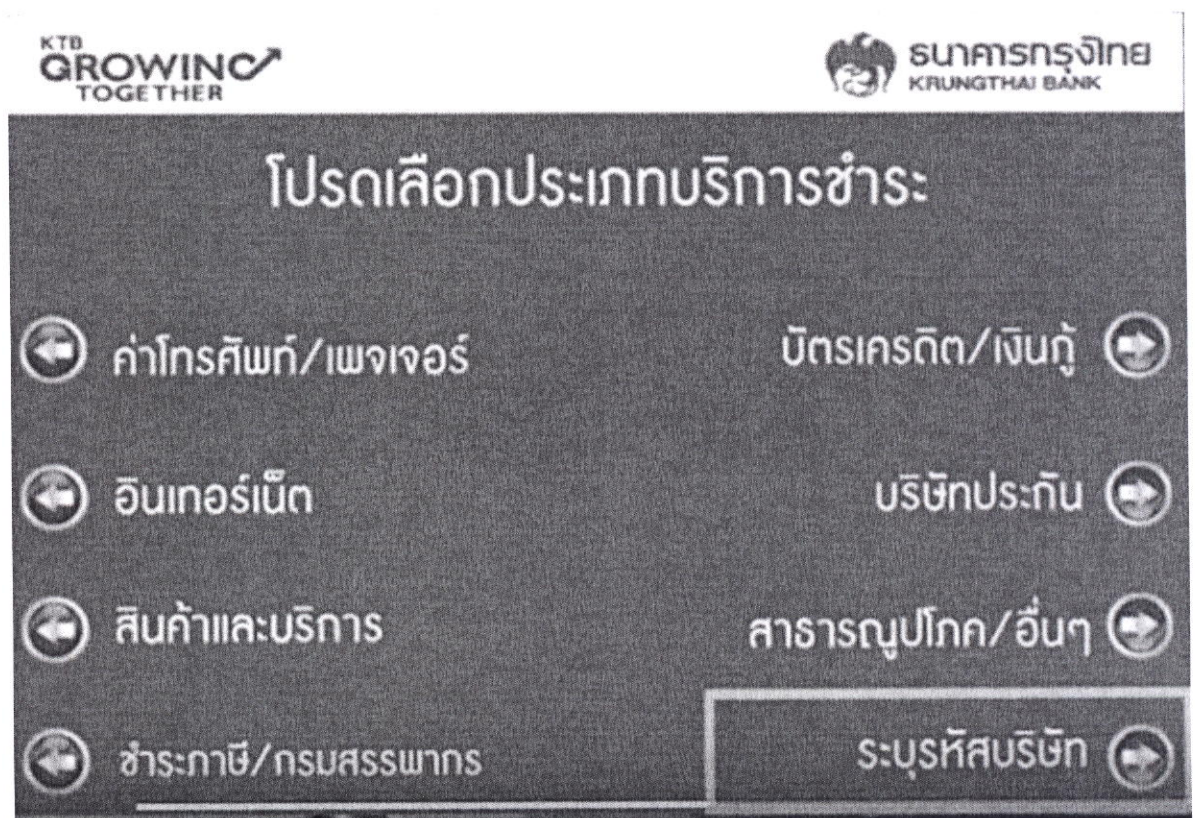 KTB
GROWING
TOGETHER
ธนาคารกรุงไทย
KRUNGTHAI BANK
โปรดเลือกประเภทบริการชำระ
ค่าโทรศัพท์/เพจเจอร์
บัตรเครดิต/เงินกู้
อินเทอร์เน็ต
บริษัทประกัน
สินค้าและบริการ
สาธารณูปโภค/อื่นๆ
ชำระภาษี/กรมสรรพากร
ระบุรหัสบริษัท